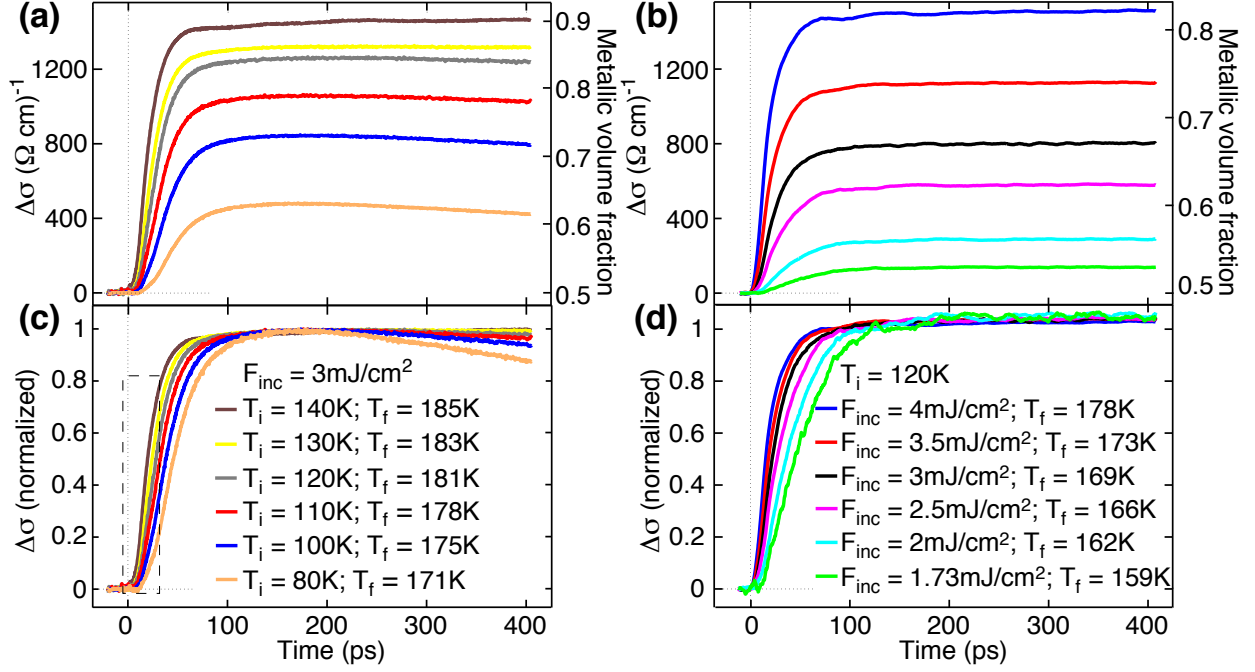 (a)
1200
800
400
0
Δσ (Ω cm)⁻¹
0.9
0.8
0.7
0.6
0.5
Metallic volume fraction
(b)
1200
800
400
0
Δσ (Ω cm)⁻¹
0.8
0.7
0.6
0.5
Metallic volume fraction
(c)
1
0.8
0.6
0.4
0.2
0
Δσ (normalized)
F_inc = 3mJ/cm²
T_i = 140K; T_f = 185K
T_i = 130K; T_f = 183K
T_i = 120K; T_f = 181K
T_i = 110K; T_f = 178K
T_i = 100K; T_f = 175K
T_i = 80K; T_f = 171K
0 100 200 300 400
Time (ps)
(d)
1
0.8
0.6
0.4
0.2
0
Δσ (normalized)
T_i = 120K
F_inc = 4mJ/cm²; T_f = 178K
F_inc = 3.5mJ/cm²; T_f = 173K
F_inc = 3mJ/cm²; T_f = 169K
F_inc = 2.5mJ/cm²; T_f = 166K
F_inc = 2mJ/cm²; T_f = 162K
F_inc = 1.73mJ/cm²; T_f = 159K
0 100 200 300 400
Time (ps)